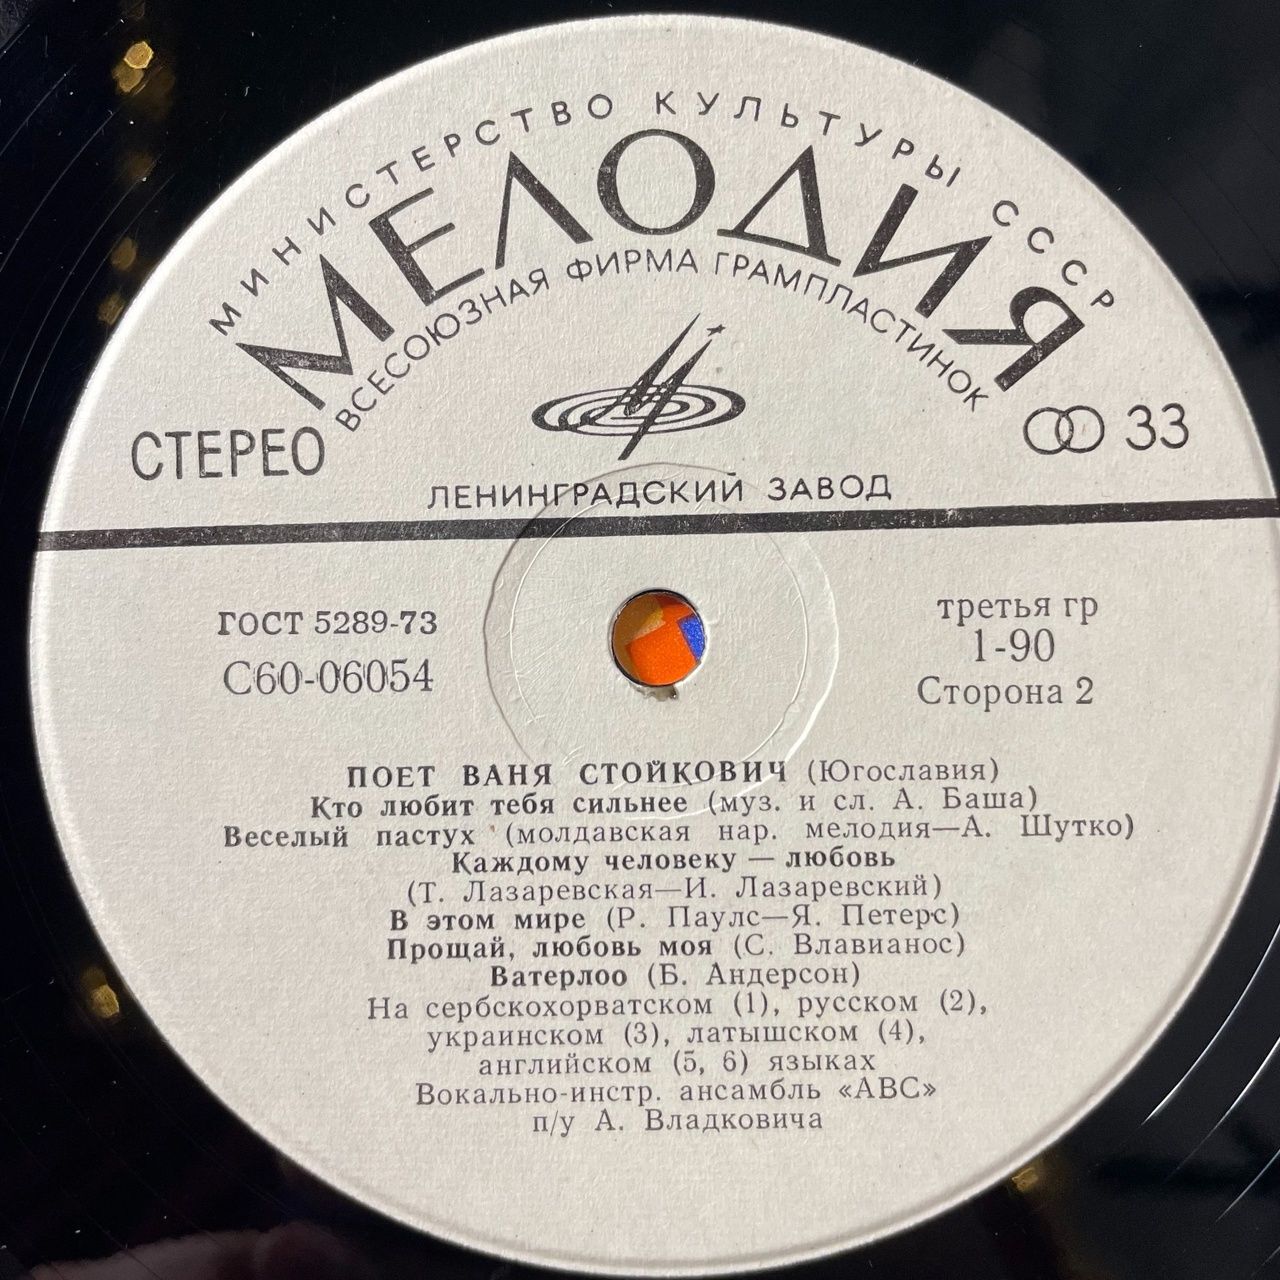 МИНИСТЕРСТВО КУЛЬТУРЫ СССР
МЕЛОДИЯ
ВСЕСОЮЗНАЯ ФИРМА ГРАМПЛАСТИНОК
СТЕРЕО
33
ЛЕНИНГРАДСКИЙ ЗАВОД
ГОСТ 5289-73
С60-06054
третья гр
1-90
Сторона 2
ПОЕТ ВАНЯ СТОЙКОВИЧ (Югославия)
Кто любит тебя сильнее (муз. и сл. А. Баша)
Веселый пастух (молдавская нар. мелодия—А. Шутко)
Каждому человеку — любовь
(Т. Лазаревская—И. Лазаревский)
В этом мире (Р. Паулс—Я. Петерс)
Прощай, любовь моя (С. Влавианос)
Ватерлоо (Б. Андерсон)
На сербскохорватском (1), русском (2),
украинском (3), латышском (4),
английском (5, 6) языках
Вокально-инстр. ансамбль «АВС»
п/у А. Владковича